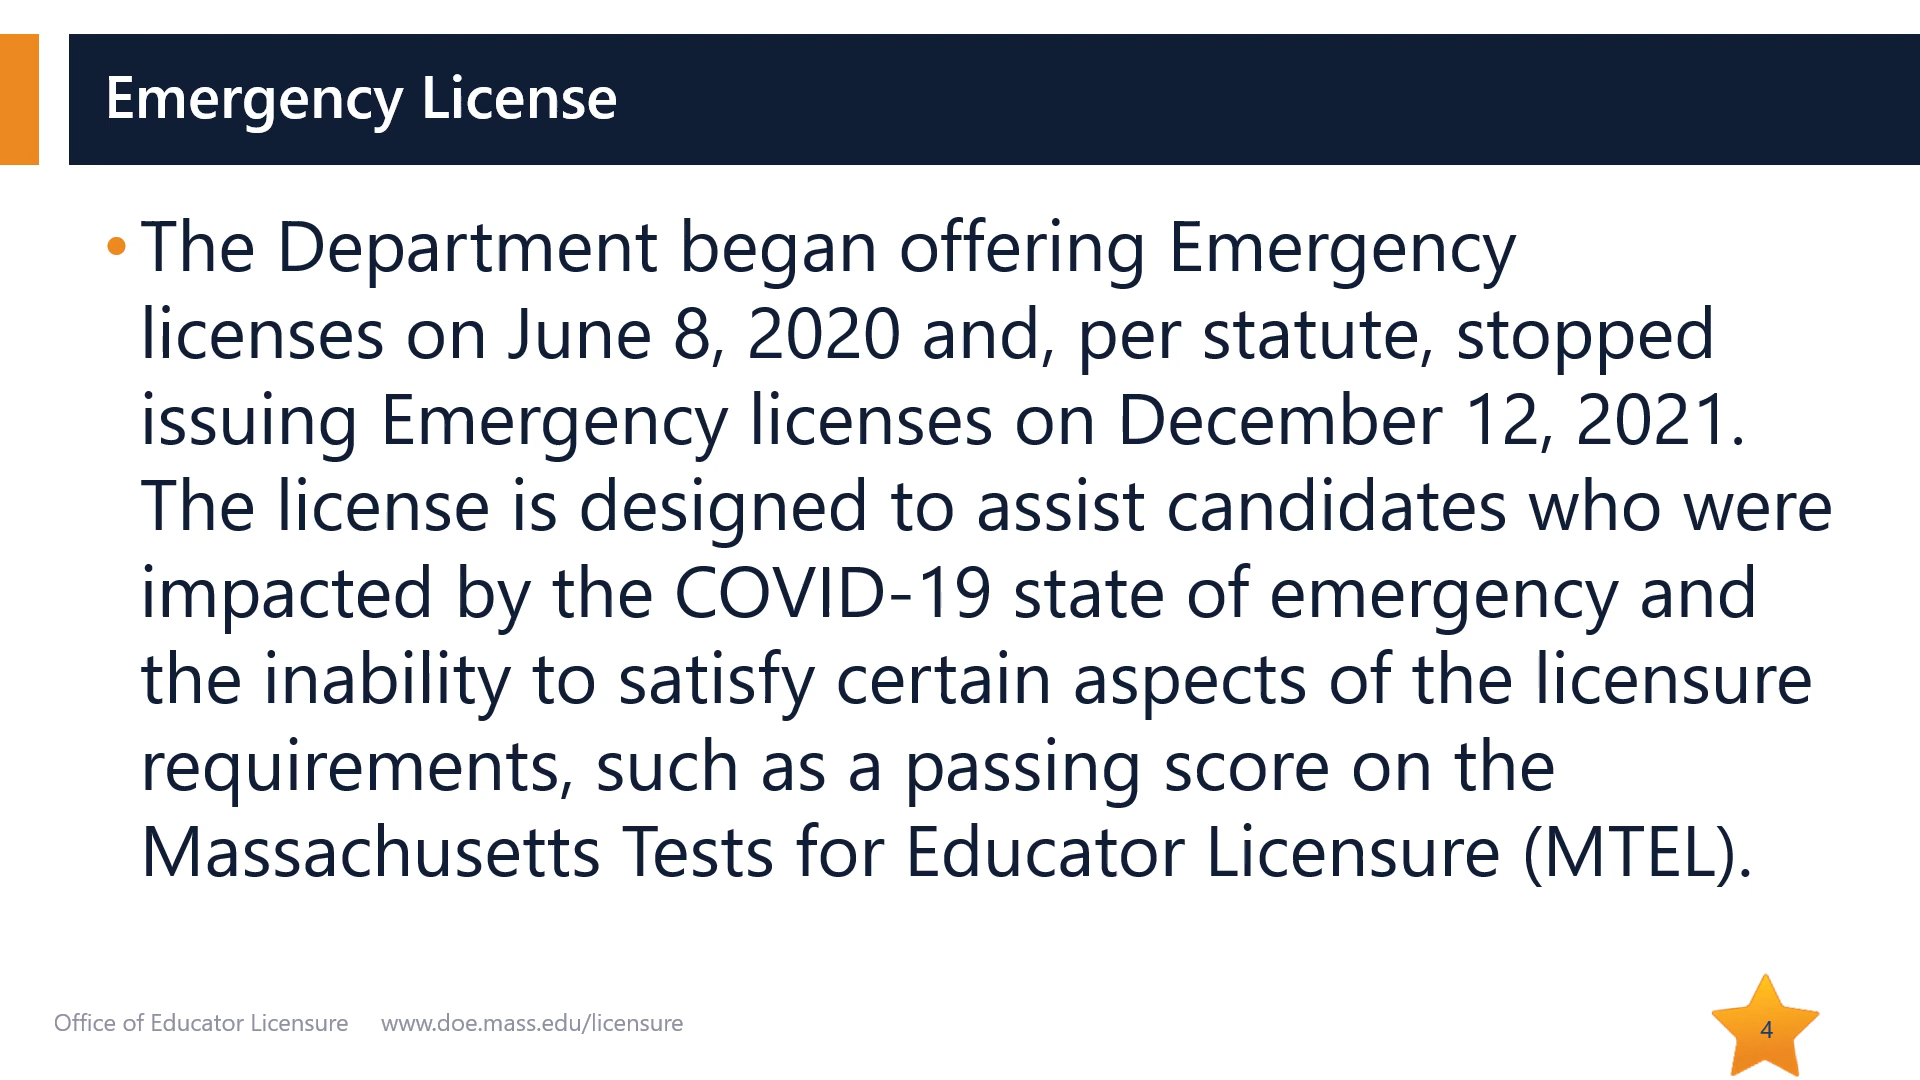 Emergency License
• The Department began offering Emergency
licenses on June 8, 2020 and, per statute, stopped
issuing Emergency licenses on December 12, 2021.
The license is designed to assist candidates who were
impacted by the COVID-19 state of emergency and
the inability to satisfy certain aspects of the licensure
requirements, such as a passing score on the
Massachusetts Tests for Educator Licensure (MTEL).
Office of Educator Licensure www.doe.mass.edu/licensure
4